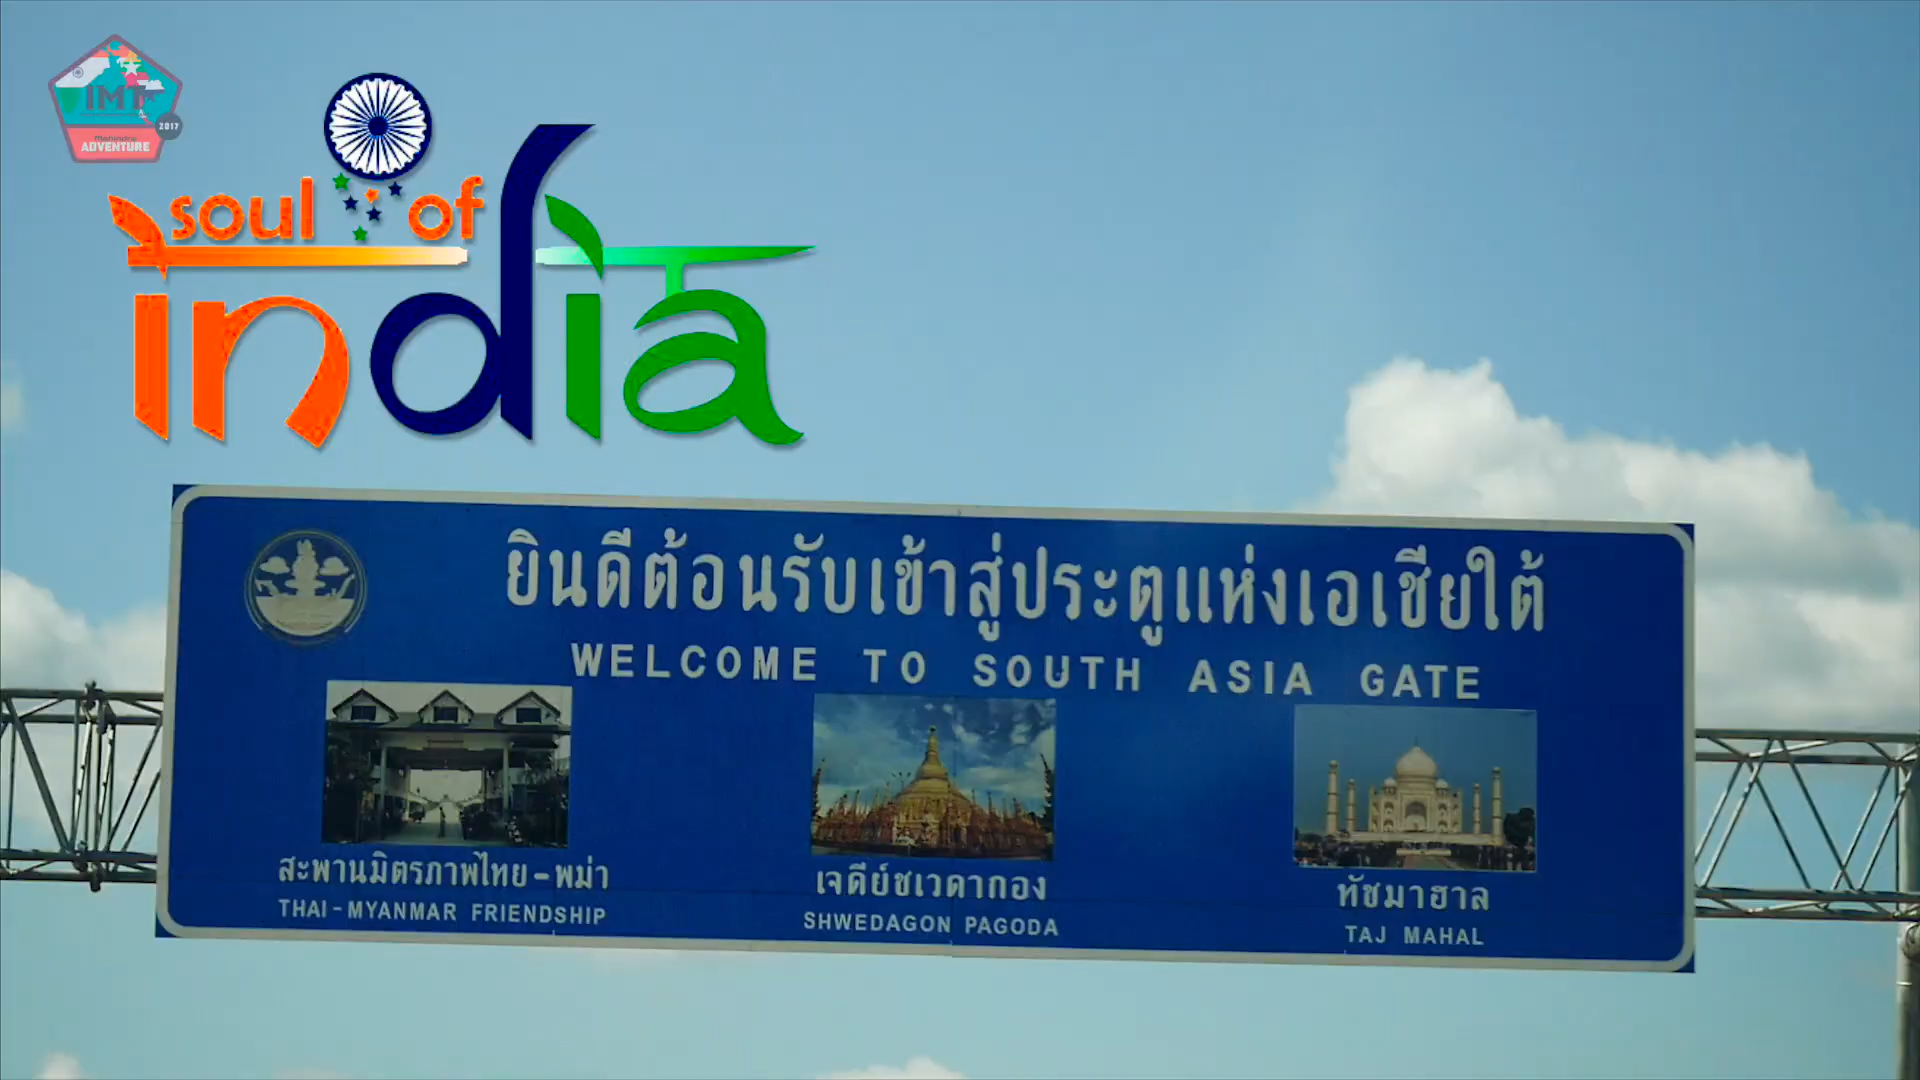 IMT
2017
Mahindra
ADVENTURE
soul of
india
ยินดีต้อนรับเข้าสู่ประตูแห่งเอเชียใต้
WELCOME TO SOUTH ASIA GATE
สะพานมิตรภาพไทย-พม่า
THAI-MYANMAR FRIENDSHIP
เจดีย์ชเวดากอง
SHWEDAGON PAGODA
ทัชมาฮาล
TAJ MAHAL